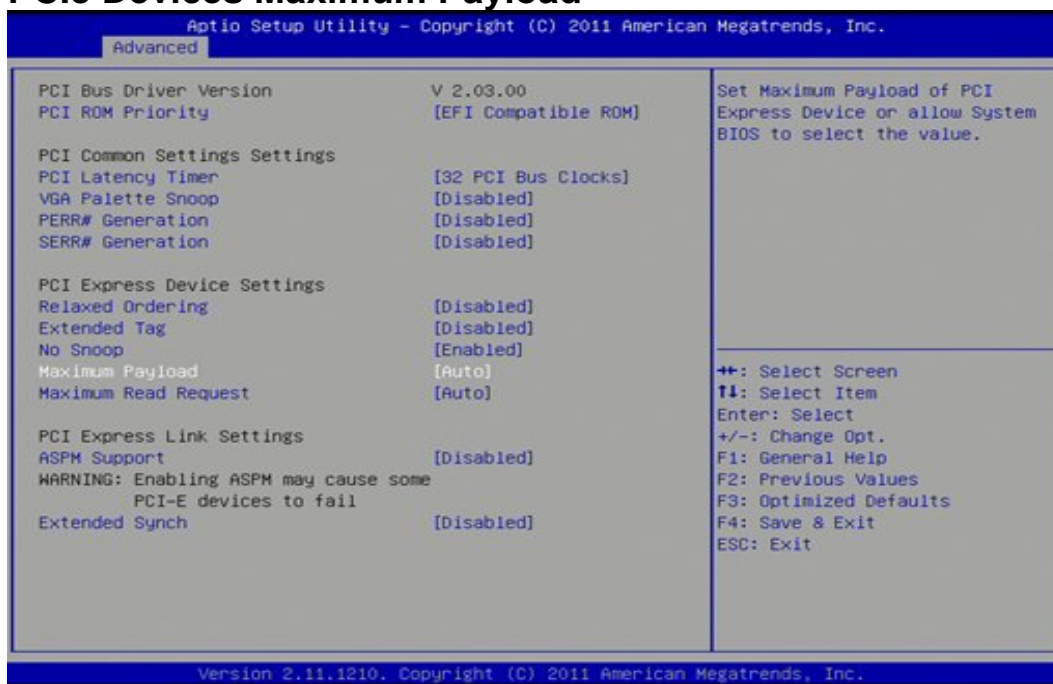 PCIe Devices Maximum Payload
Aptio Setup Utility – Copyright (C) 2011 American Megatrends, Inc.
Advanced
PCI Bus Driver Version V 2.03.00
PCI ROM Priority [EFI Compatible ROM]
PCI Common Settings Settings
PCI Latency Timer [32 PCI Bus Clocks]
VGA Palette Snoop [Disabled]
PERR# Generation [Disabled]
SERR# Generation [Disabled]
PCI Express Device Settings
Relaxed Ordering [Disabled]
Extended Tag [Disabled]
No Snoop [Enabled]
Maximum Payload [Auto]
Maximum Read Request [Auto]
PCI Express Link Settings
ASPM Support [Disabled]
WARNING: Enabling ASPM may cause some
PCI-E devices to fail
Extended Synch [Disabled]
Set Maximum Payload of PCI
Express Device or allow System
BIOS to select the value.
→←: Select Screen
↑↓: Select Item
Enter: Select
+/-: Change Opt.
F1: General Help
F2: Previous Values
F3: Optimized Defaults
F4: Save & Exit
ESC: Exit
Version 2.11.1210. Copyright (C) 2011 American Megatrends, Inc.